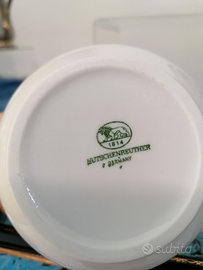 1814
HUTSCHENREUTHER
GERMANY
subito